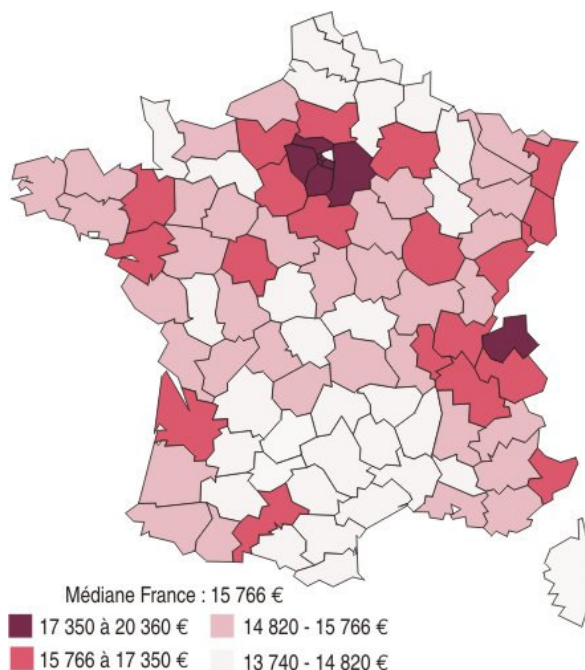 Médiane France : 15 766 €
17 350 à 20 360 €
14 820 - 15 766 €
15 766 à 17 350 €
13 740 - 14 820 €